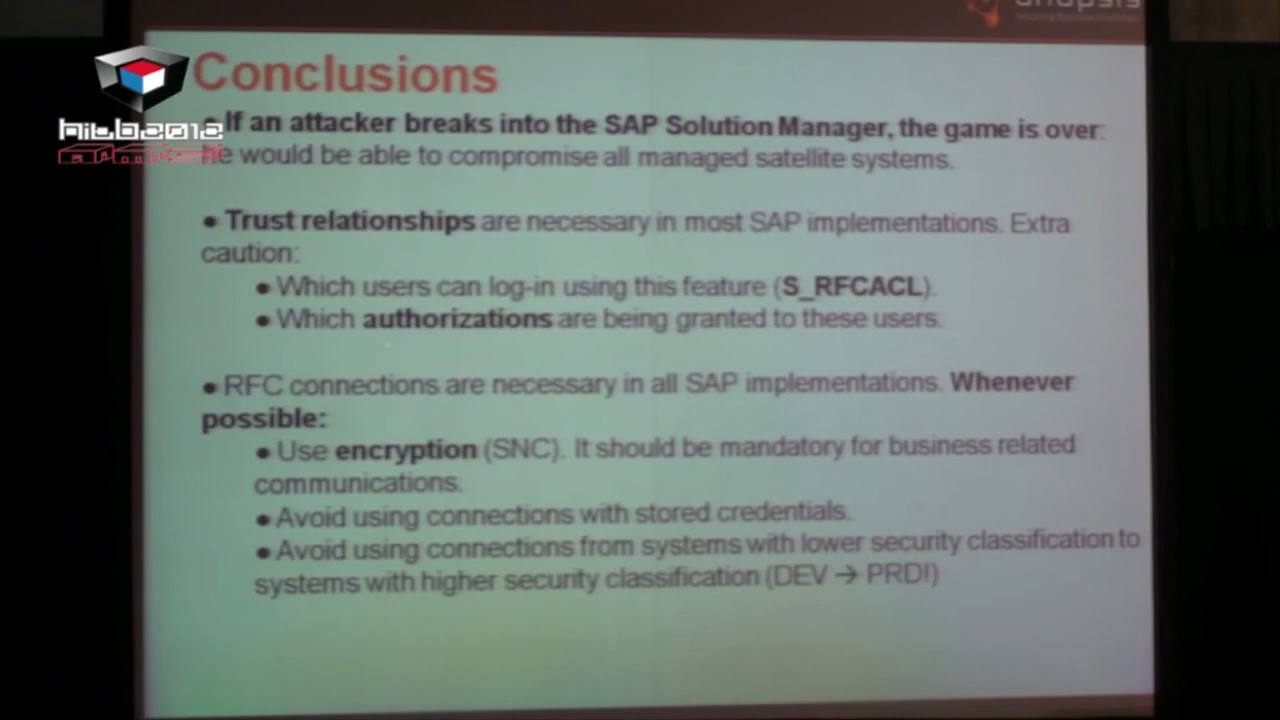 Conclusions
HITB2012
● If an attacker breaks into the SAP Solution Manager, the game is over:
he would be able to compromise all managed satellite systems.
● Trust relationships are necessary in most SAP implementations. Extra
caution:
● Which users can log-in using this feature (S_RFCACL).
● Which authorizations are being granted to these users.
● RFC connections are necessary in all SAP implementations. Whenever
possible:
● Use encryption (SNC). It should be mandatory for business related
communications.
● Avoid using connections with stored credentials.
● Avoid using connections from systems with lower security classification to
systems with higher security classification (DEV → PRD!)